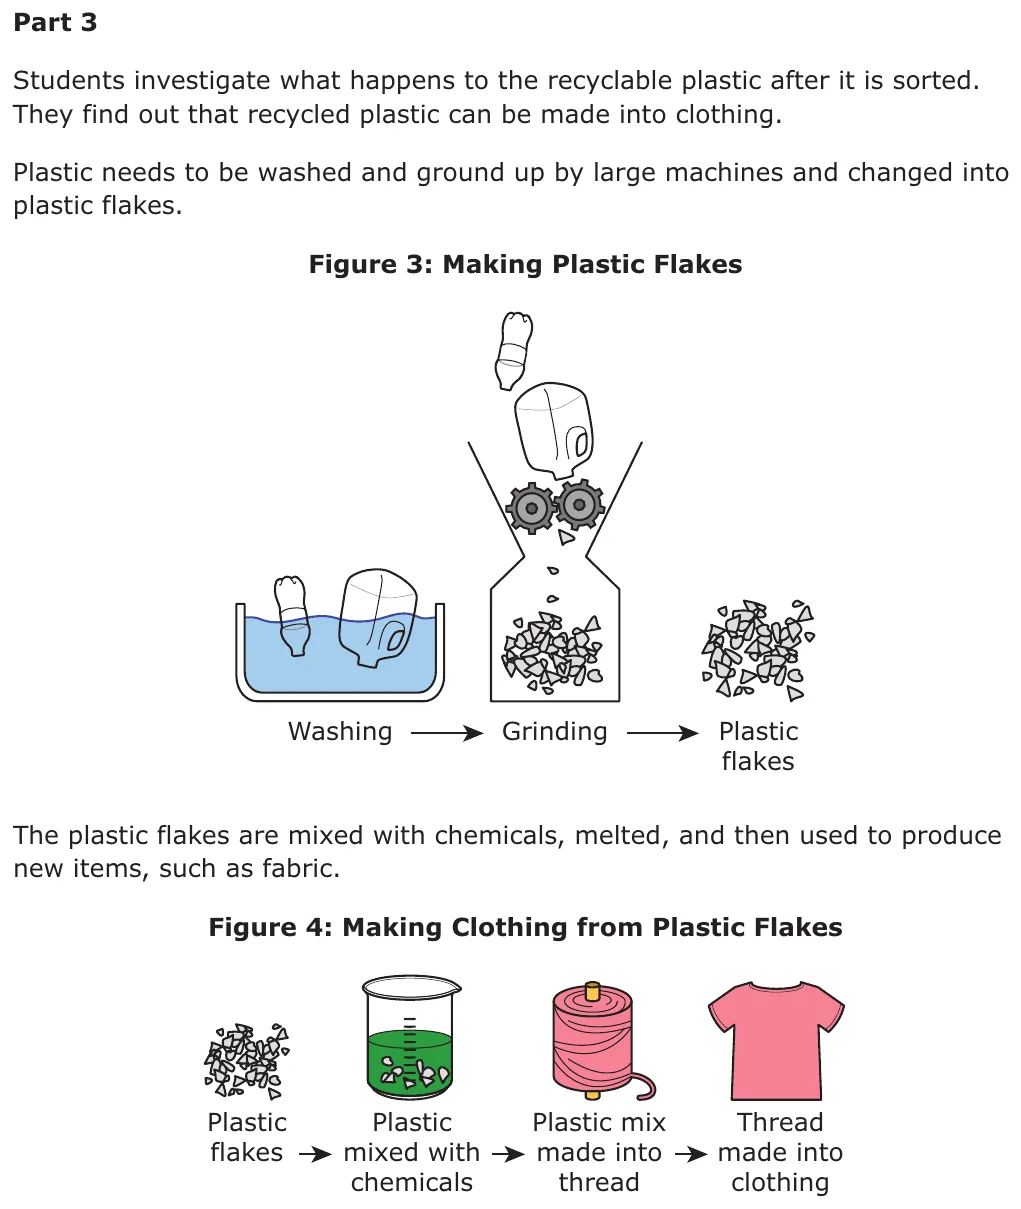 Part 3
Students investigate what happens to the recyclable plastic after it is sorted.
They find out that recycled plastic can be made into clothing.
Plastic needs to be washed and ground up by large machines and changed into
plastic flakes.
Figure 3: Making Plastic Flakes
Washing
Grinding
Plastic
flakes
The plastic flakes are mixed with chemicals, melted, and then used to produce
new items, such as fabric.
Figure 4: Making Clothing from Plastic Flakes
Plastic
flakes
Plastic
mixed with
chemicals
Plastic mix
made into
thread
Thread
made into
clothing